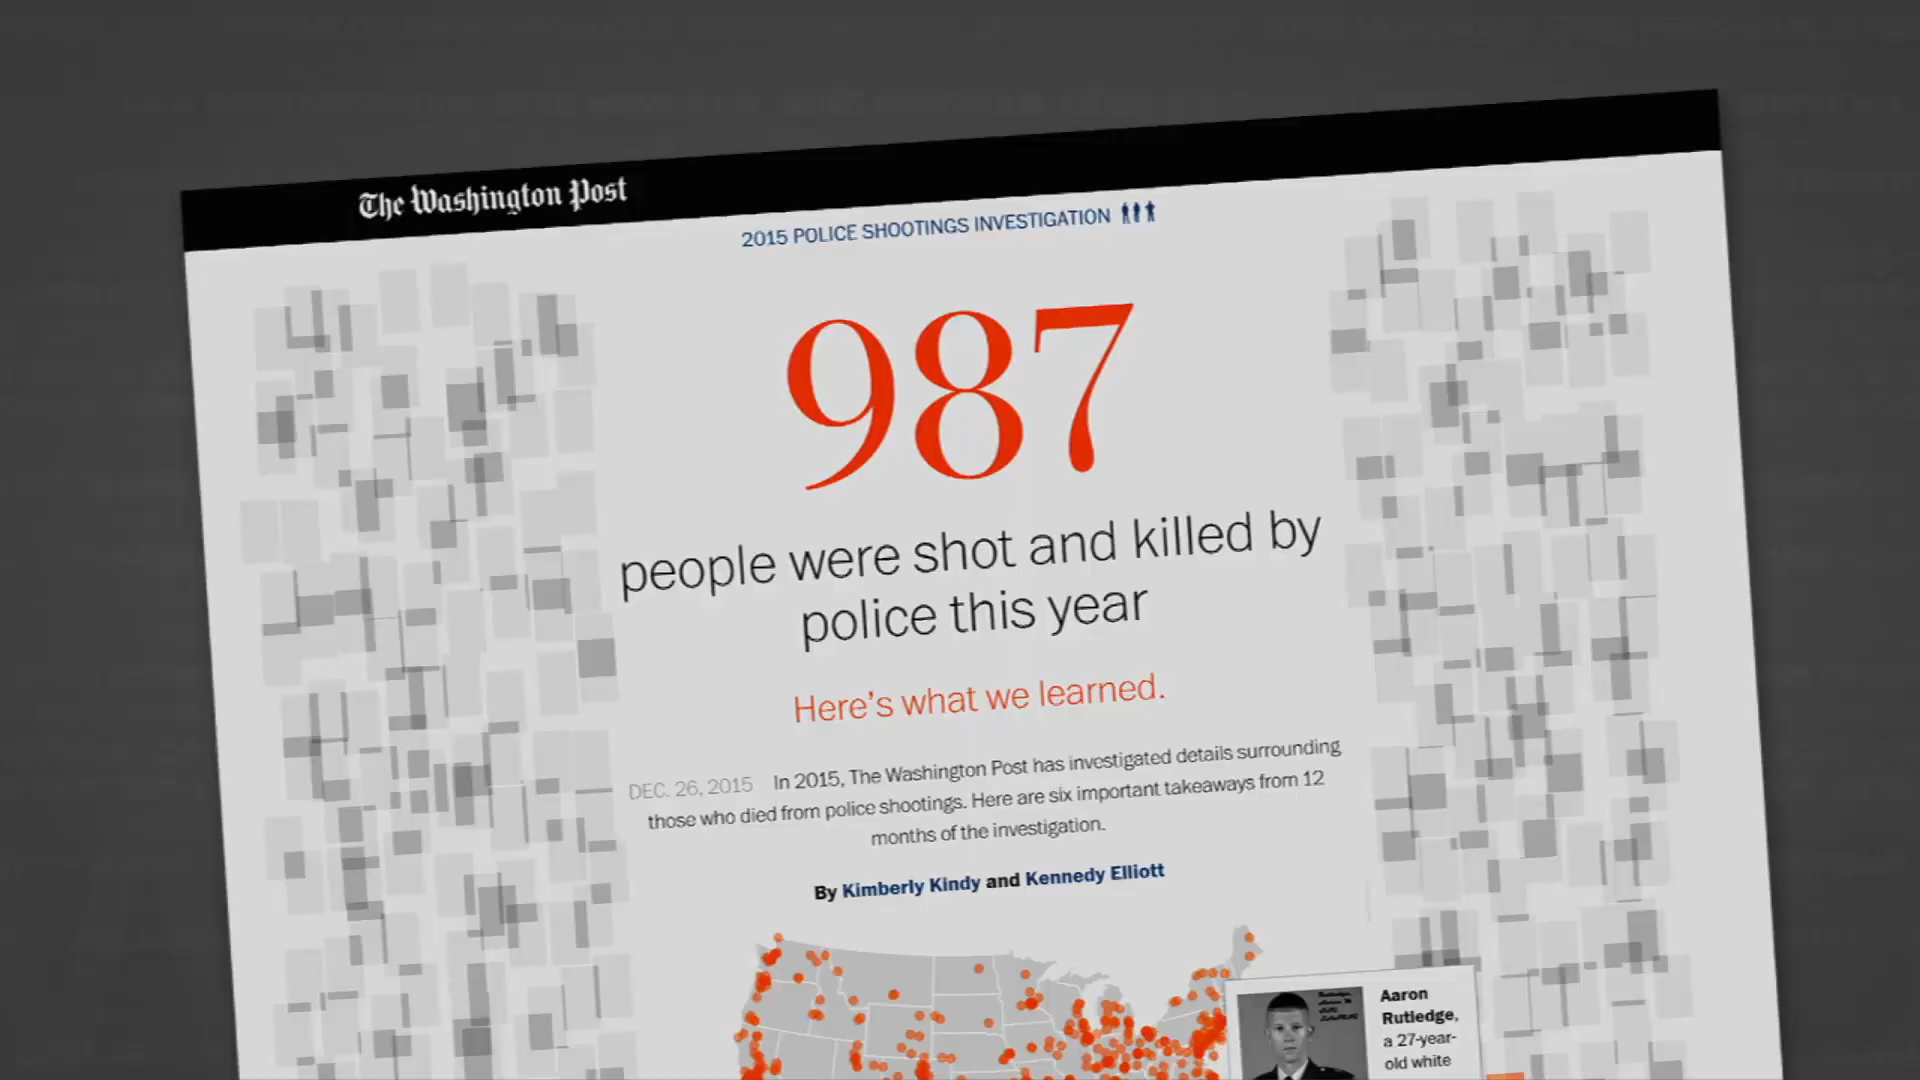 The Washington Post
2015 POLICE SHOOTINGS INVESTIGATION
987
people were shot and killed by
police this year
Here's what we learned.
DEC. 26, 2015 In 2015, The Washington Post has investigated details surrounding
those who died from police shootings. Here are six important takeaways from 12
months of the investigation.
By Kimberly Kindy and Kennedy Elliott
Aaron
Rutledge,
a 27-year-
old white